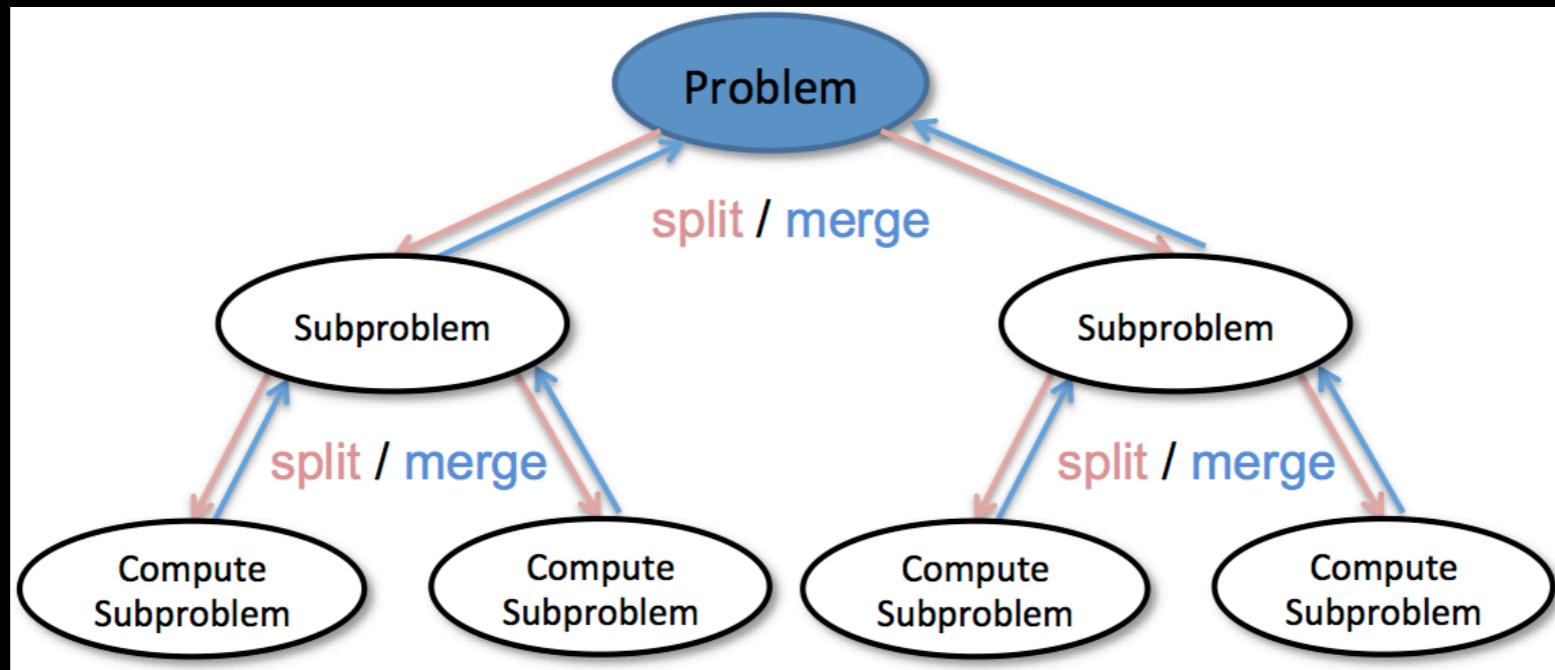 Problem
split / merge
Subproblem
Subproblem
split / merge
split / merge
Compute
Subproblem
Compute
Subproblem
Compute
Subproblem
Compute
Subproblem